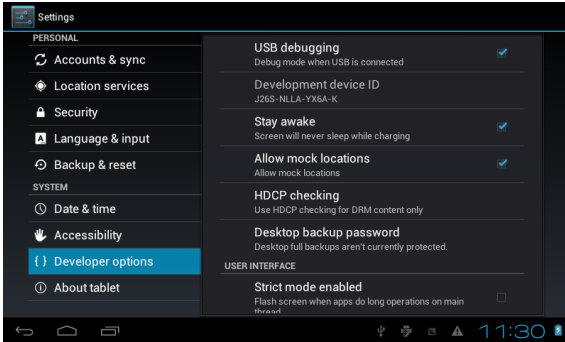 Settings
PERSONAL
Accounts & sync
Location services
Security
Language & input
Backup & reset
SYSTEM
Date & time
Accessibility
{ } Developer options
About tablet
USB debugging
Debug mode when USB is connected
Development device ID
J26S-NLLA-YX6A-K
Stay awake
Screen will never sleep while charging
Allow mock locations
Allow mock locations
HDCP checking
Use HDCP checking for DRM content only
Desktop backup password
Desktop full backups aren't currently protected.
USER INTERFACE
Strict mode enabled
Flash screen when apps do long operations on main
thread
11:30